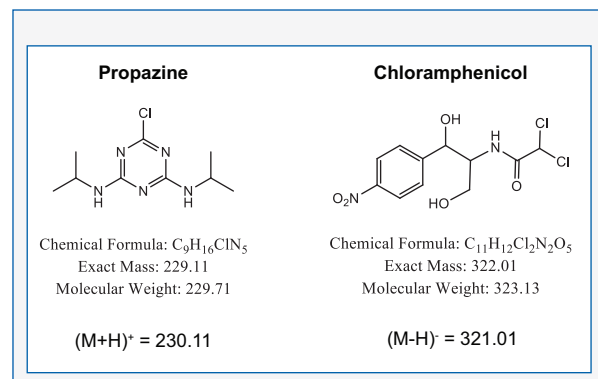 Propazine
Cl
N
N
N
N
H
N
H
Chemical Formula: C₉H₁₆ClN₅
Exact Mass: 229.11
Molecular Weight: 229.71
(M+H)⁺ = 230.11
Chloramphenicol
OH
H
N
Cl
Cl
O
O₂N
HO
Chemical Formula: C₁₁H₁₂Cl₂N₂O₅
Exact Mass: 322.01
Molecular Weight: 323.13
(M-H)⁻ = 321.01